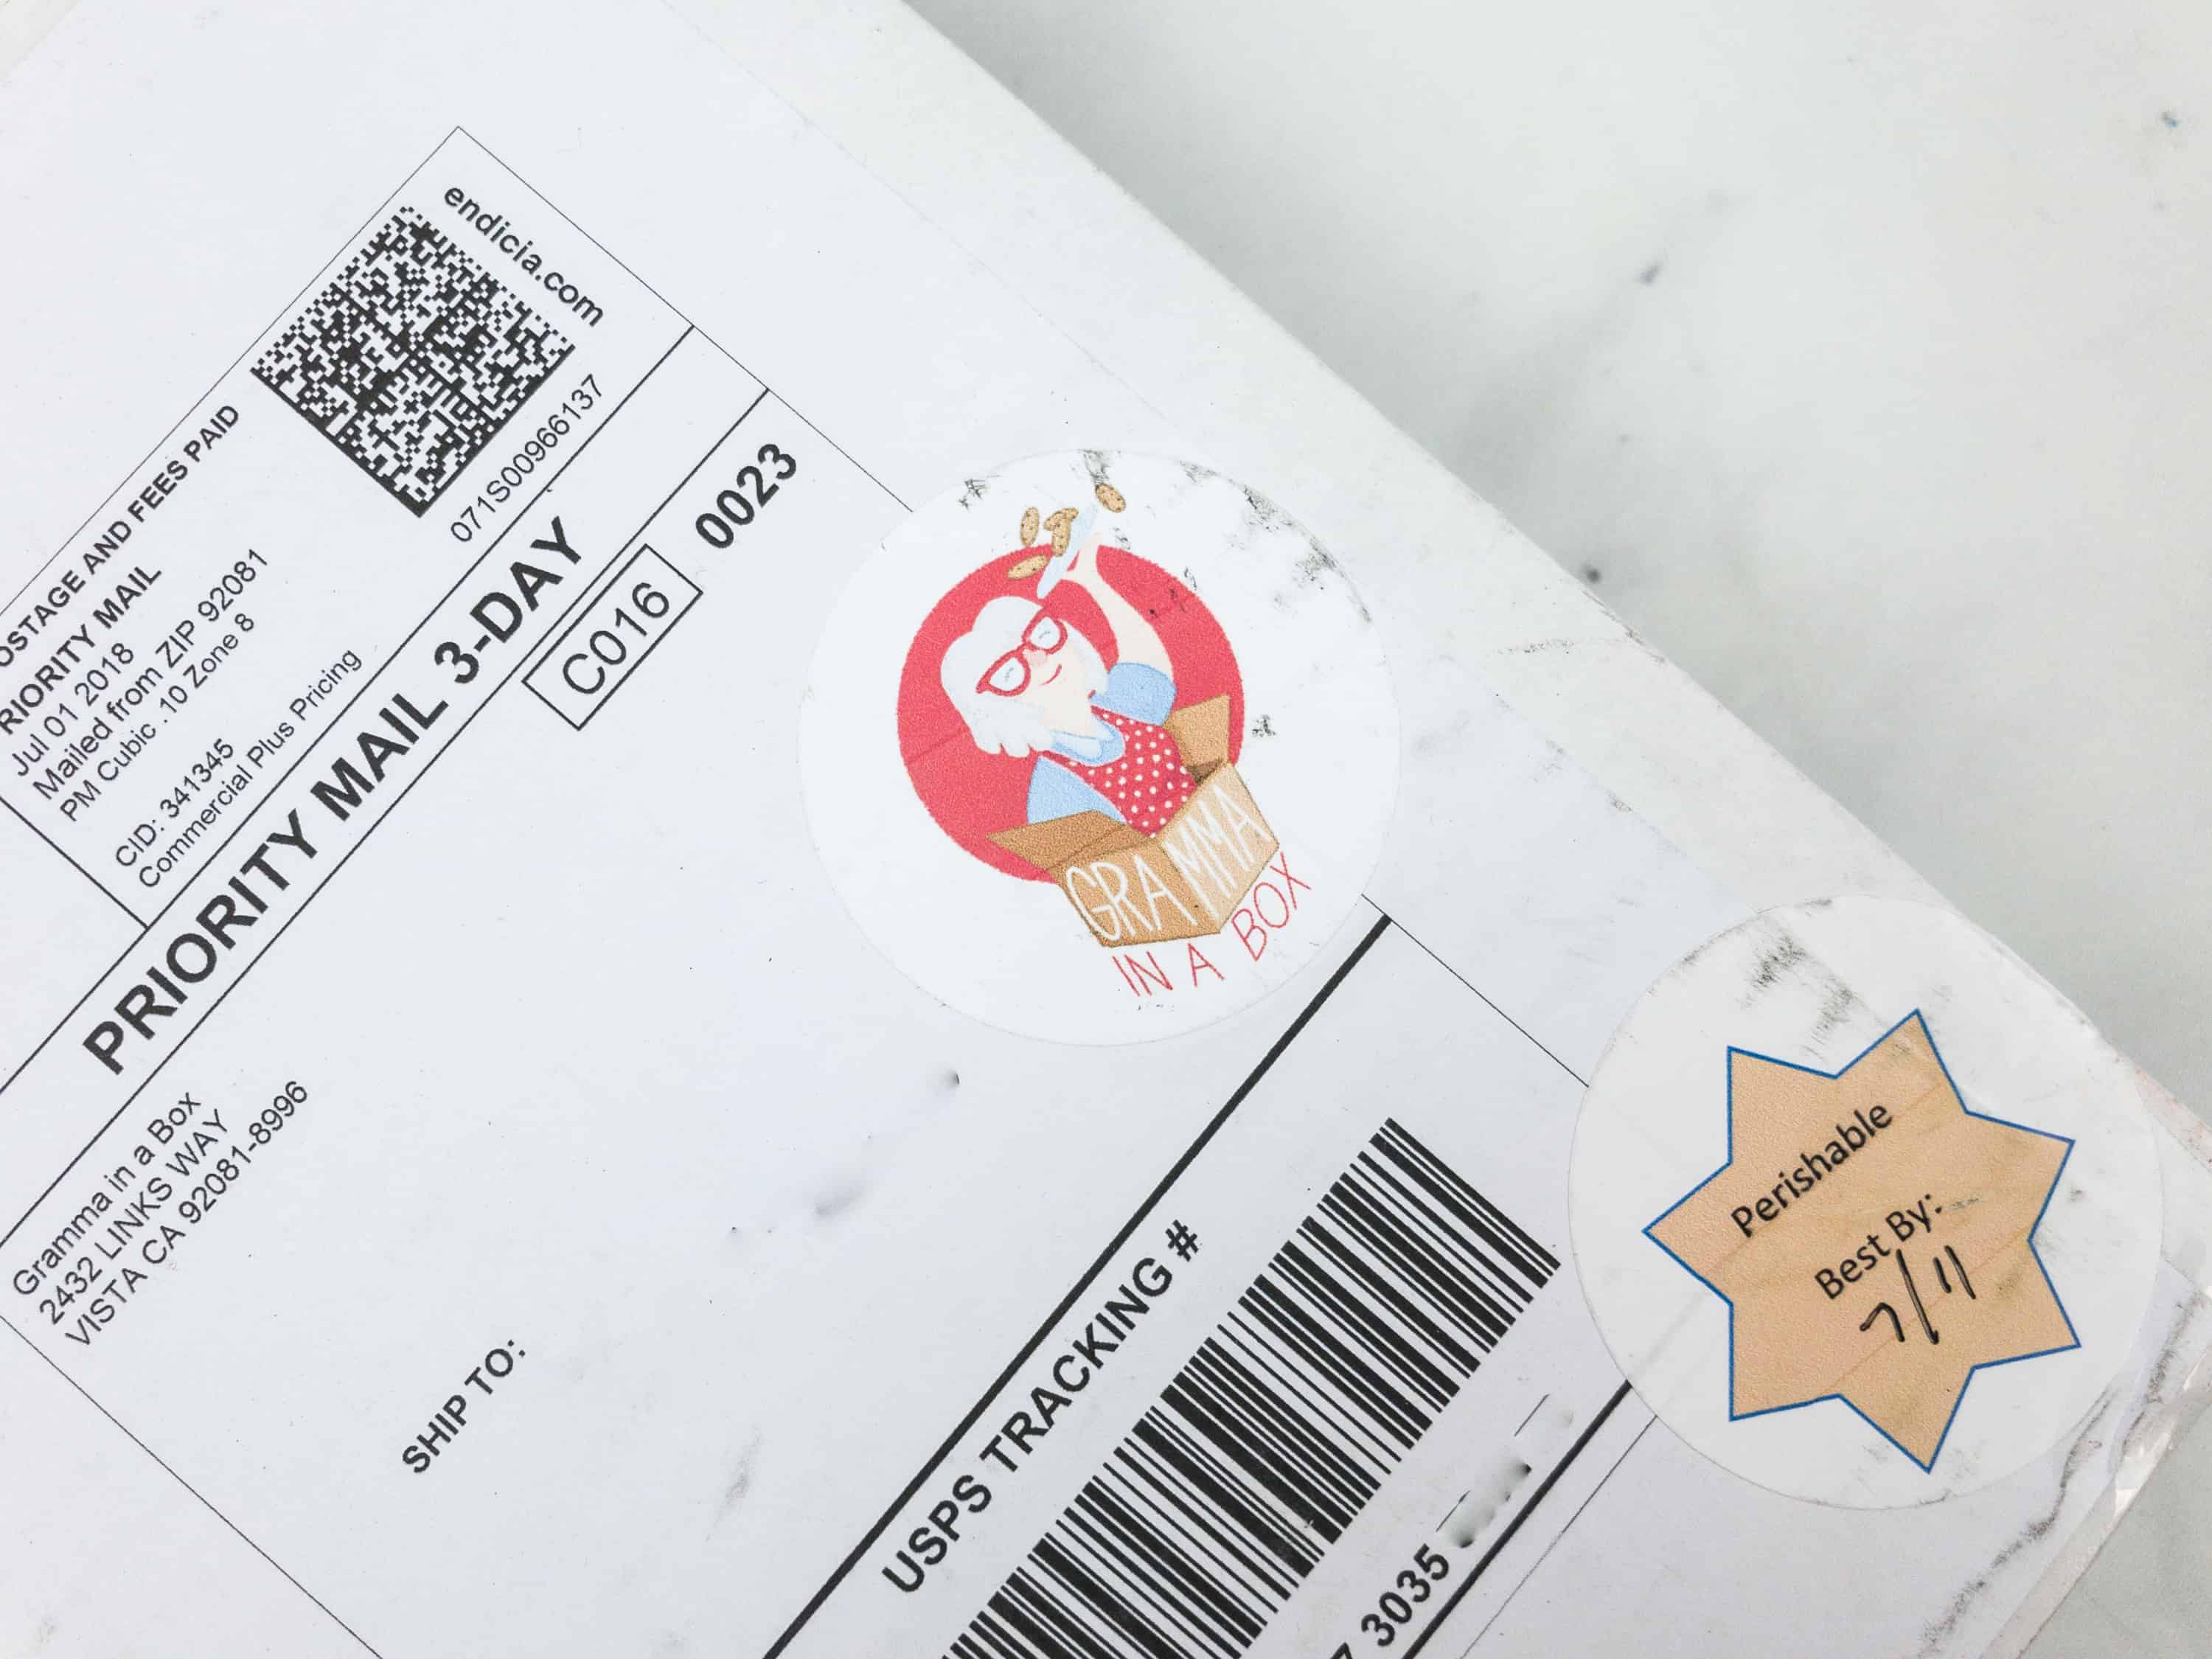 endicia.com
OSTAGE AND FEES PAID
RIORITY MAIL
Jul 01 2018
Mailed from ZIP 92081
PM Cubic .10 Zone 8
071S00966137
CID: 341345
Commercial Plus Pricing
PRIORITY MAIL 3-DAY
0023
C016
Gramma in a Box
2432 LINKS WAY
VISTA CA 92081-8996
SHIP TO:
GRAMMA
IN A BOX
USPS TRACKING #
7 3035
Perishable
Best By:
7/11